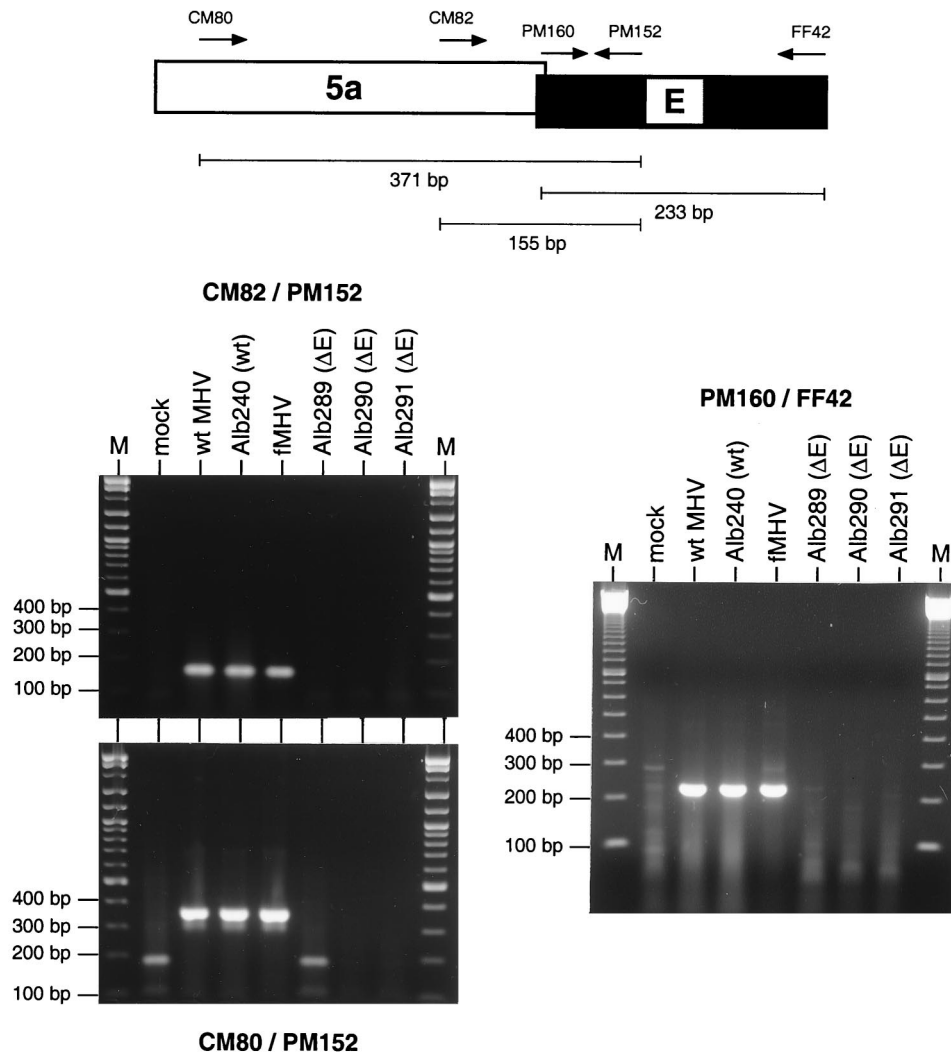 CM80
CM82
PM160
PM152
FF42
5a
E
371 bp
233 bp
155 bp
CM82 / PM152
M
mock
wt MHV
Alb240 (wt)
fMHV
Alb289 (ΔE)
Alb290 (ΔE)
Alb291 (ΔE)
M
400 bp
300 bp
200 bp
100 bp
400 bp
300 bp
200 bp
100 bp
CM80 / PM152
PM160 / FF42
M
mock
wt MHV
Alb240 (wt)
fMHV
Alb289 (ΔE)
Alb290 (ΔE)
Alb291 (ΔE)
M
400 bp
300 bp
200 bp
100 bp